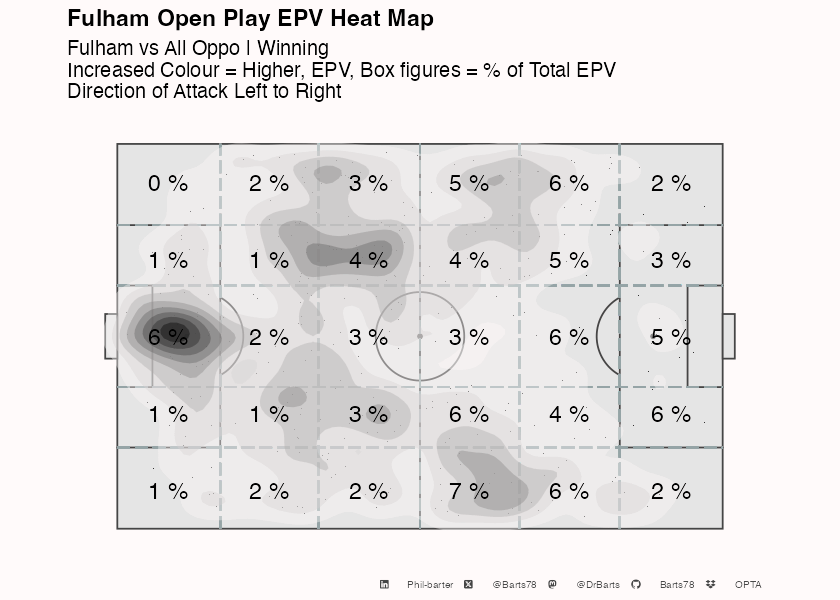 Fulham Open Play EPV Heat Map
Fulham vs All Oppo | Winning
Increased Colour = Higher, EPV, Box figures = % of Total EPV
Direction of Attack Left to Right
0 % 2 % 3 % 5 % 6 % 2 %
1 % 1 % 4 % 4 % 5 % 3 %
6 % 2 % 3 % 3 % 6 % 5 %
1 % 1 % 3 % 6 % 4 % 6 %
1 % 2 % 2 % 7 % 6 % 2 %
Phil-barter @Barts78 @DrBarts Barts78 OPTA